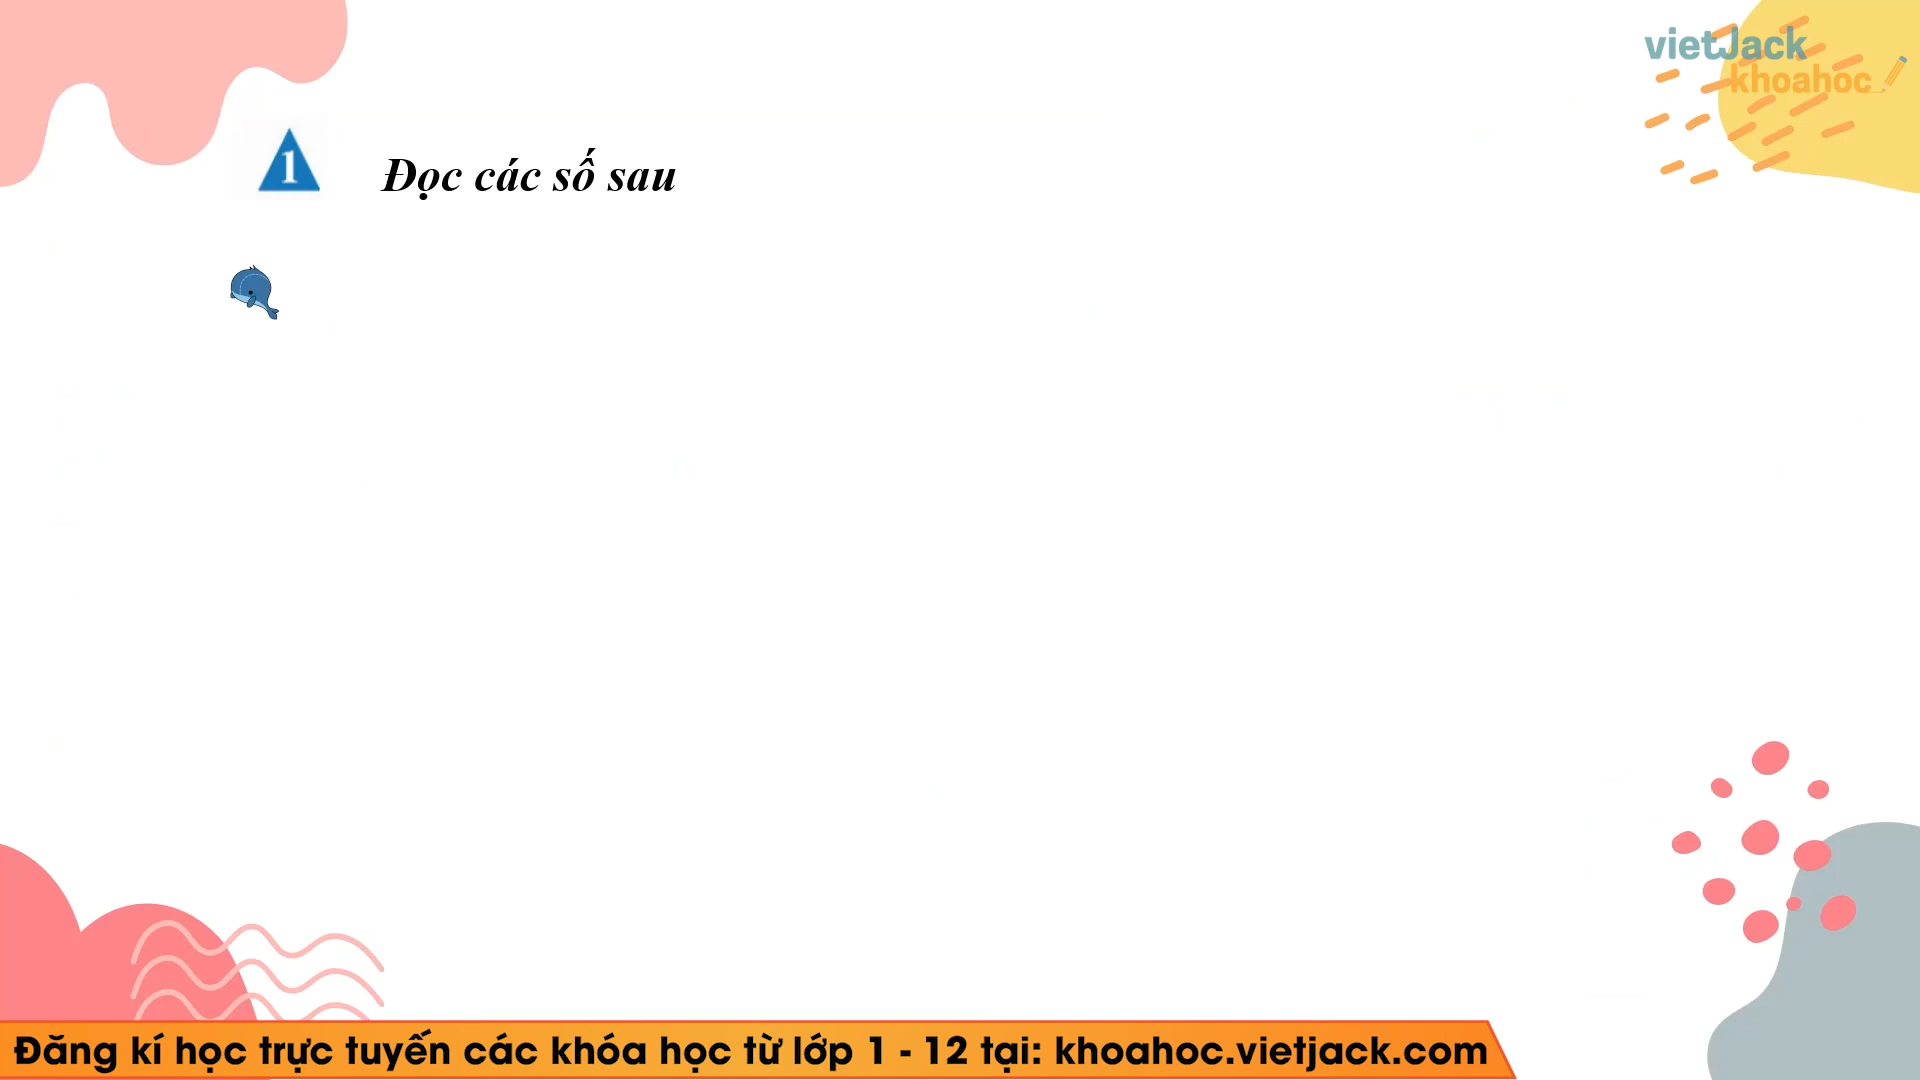 vietJack
khoahoc
1
Đọc các số sau
Đăng kí học trực tuyến các khóa học từ lớp 1 - 12 tại: khoahoc.vietjack.com